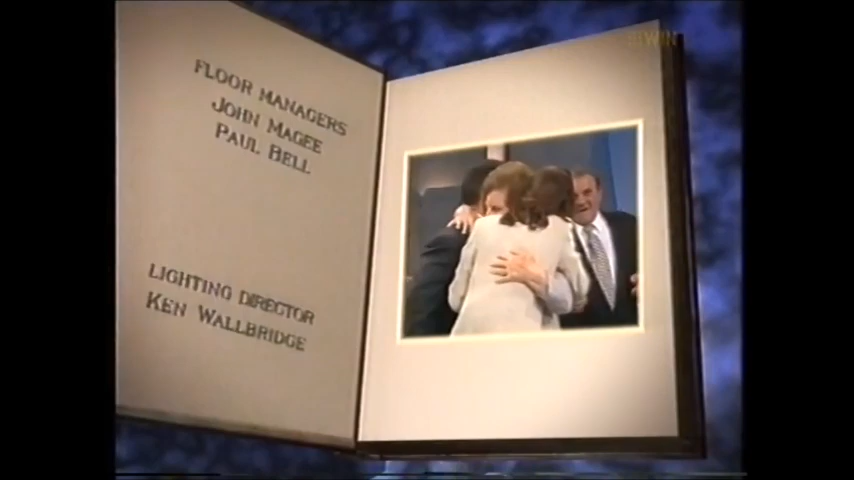 FLOOR MANAGERS
JOHN MAGEE
PAUL BELL
LIGHTING DIRECTOR
KEN WALLBRIDGE